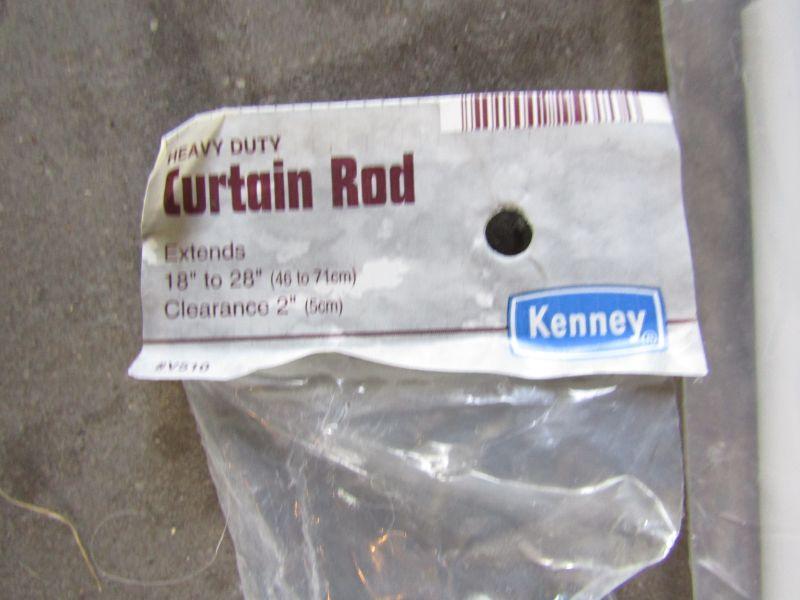 HEAVY DUTY
Curtain Rod
Extends
18" to 28" (46 to 71cm)
Clearance 2" (5cm)
Kenney®